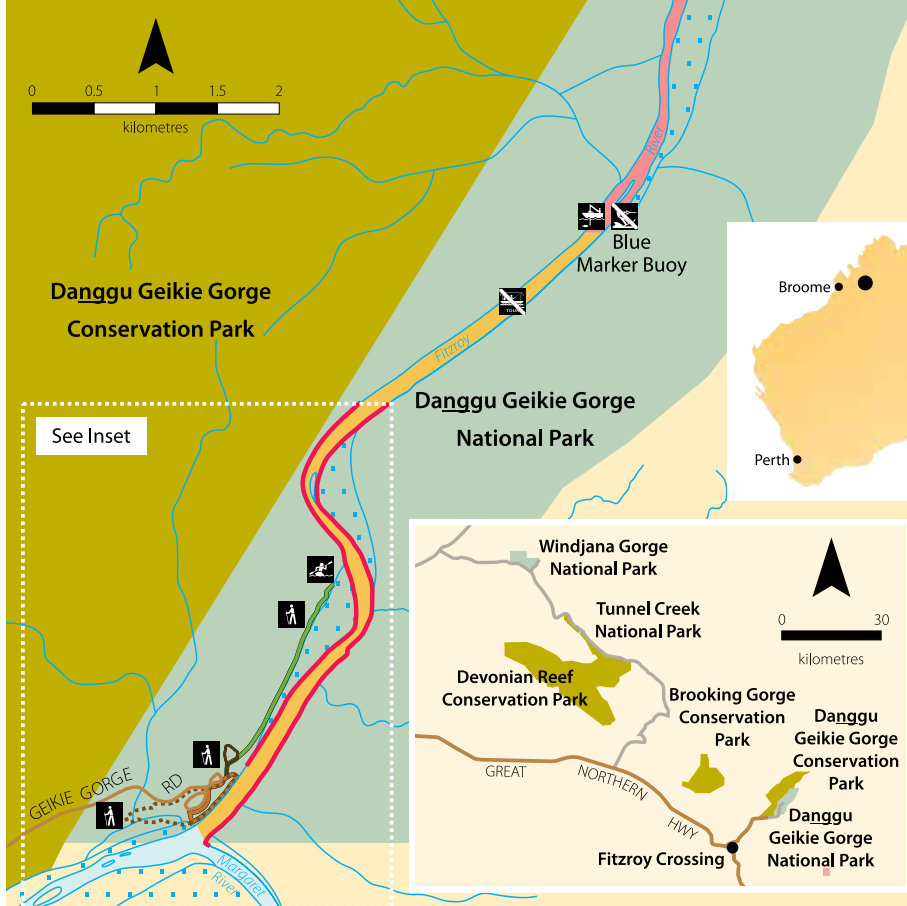 0 0.5 1 1.5 2
kilometres
River
Blue
Marker Buoy
Danggu Geikie Gorge
Conservation Park
TOUR
Fitzroy
Danggu Geikie Gorge
National Park
See Inset
Broome
Perth
GEIKIE GORGE RD
Margaret
River
Windjana Gorge
National Park
Tunnel Creek
National Park
0 30
kilometres
Devonian Reef
Conservation Park
Brooking Gorge
Conservation
Park
Danggu
Geikie Gorge
Conservation
Park
GREAT NORTHERN HWY
Fitzroy Crossing
Danggu
Geikie Gorge
National Park